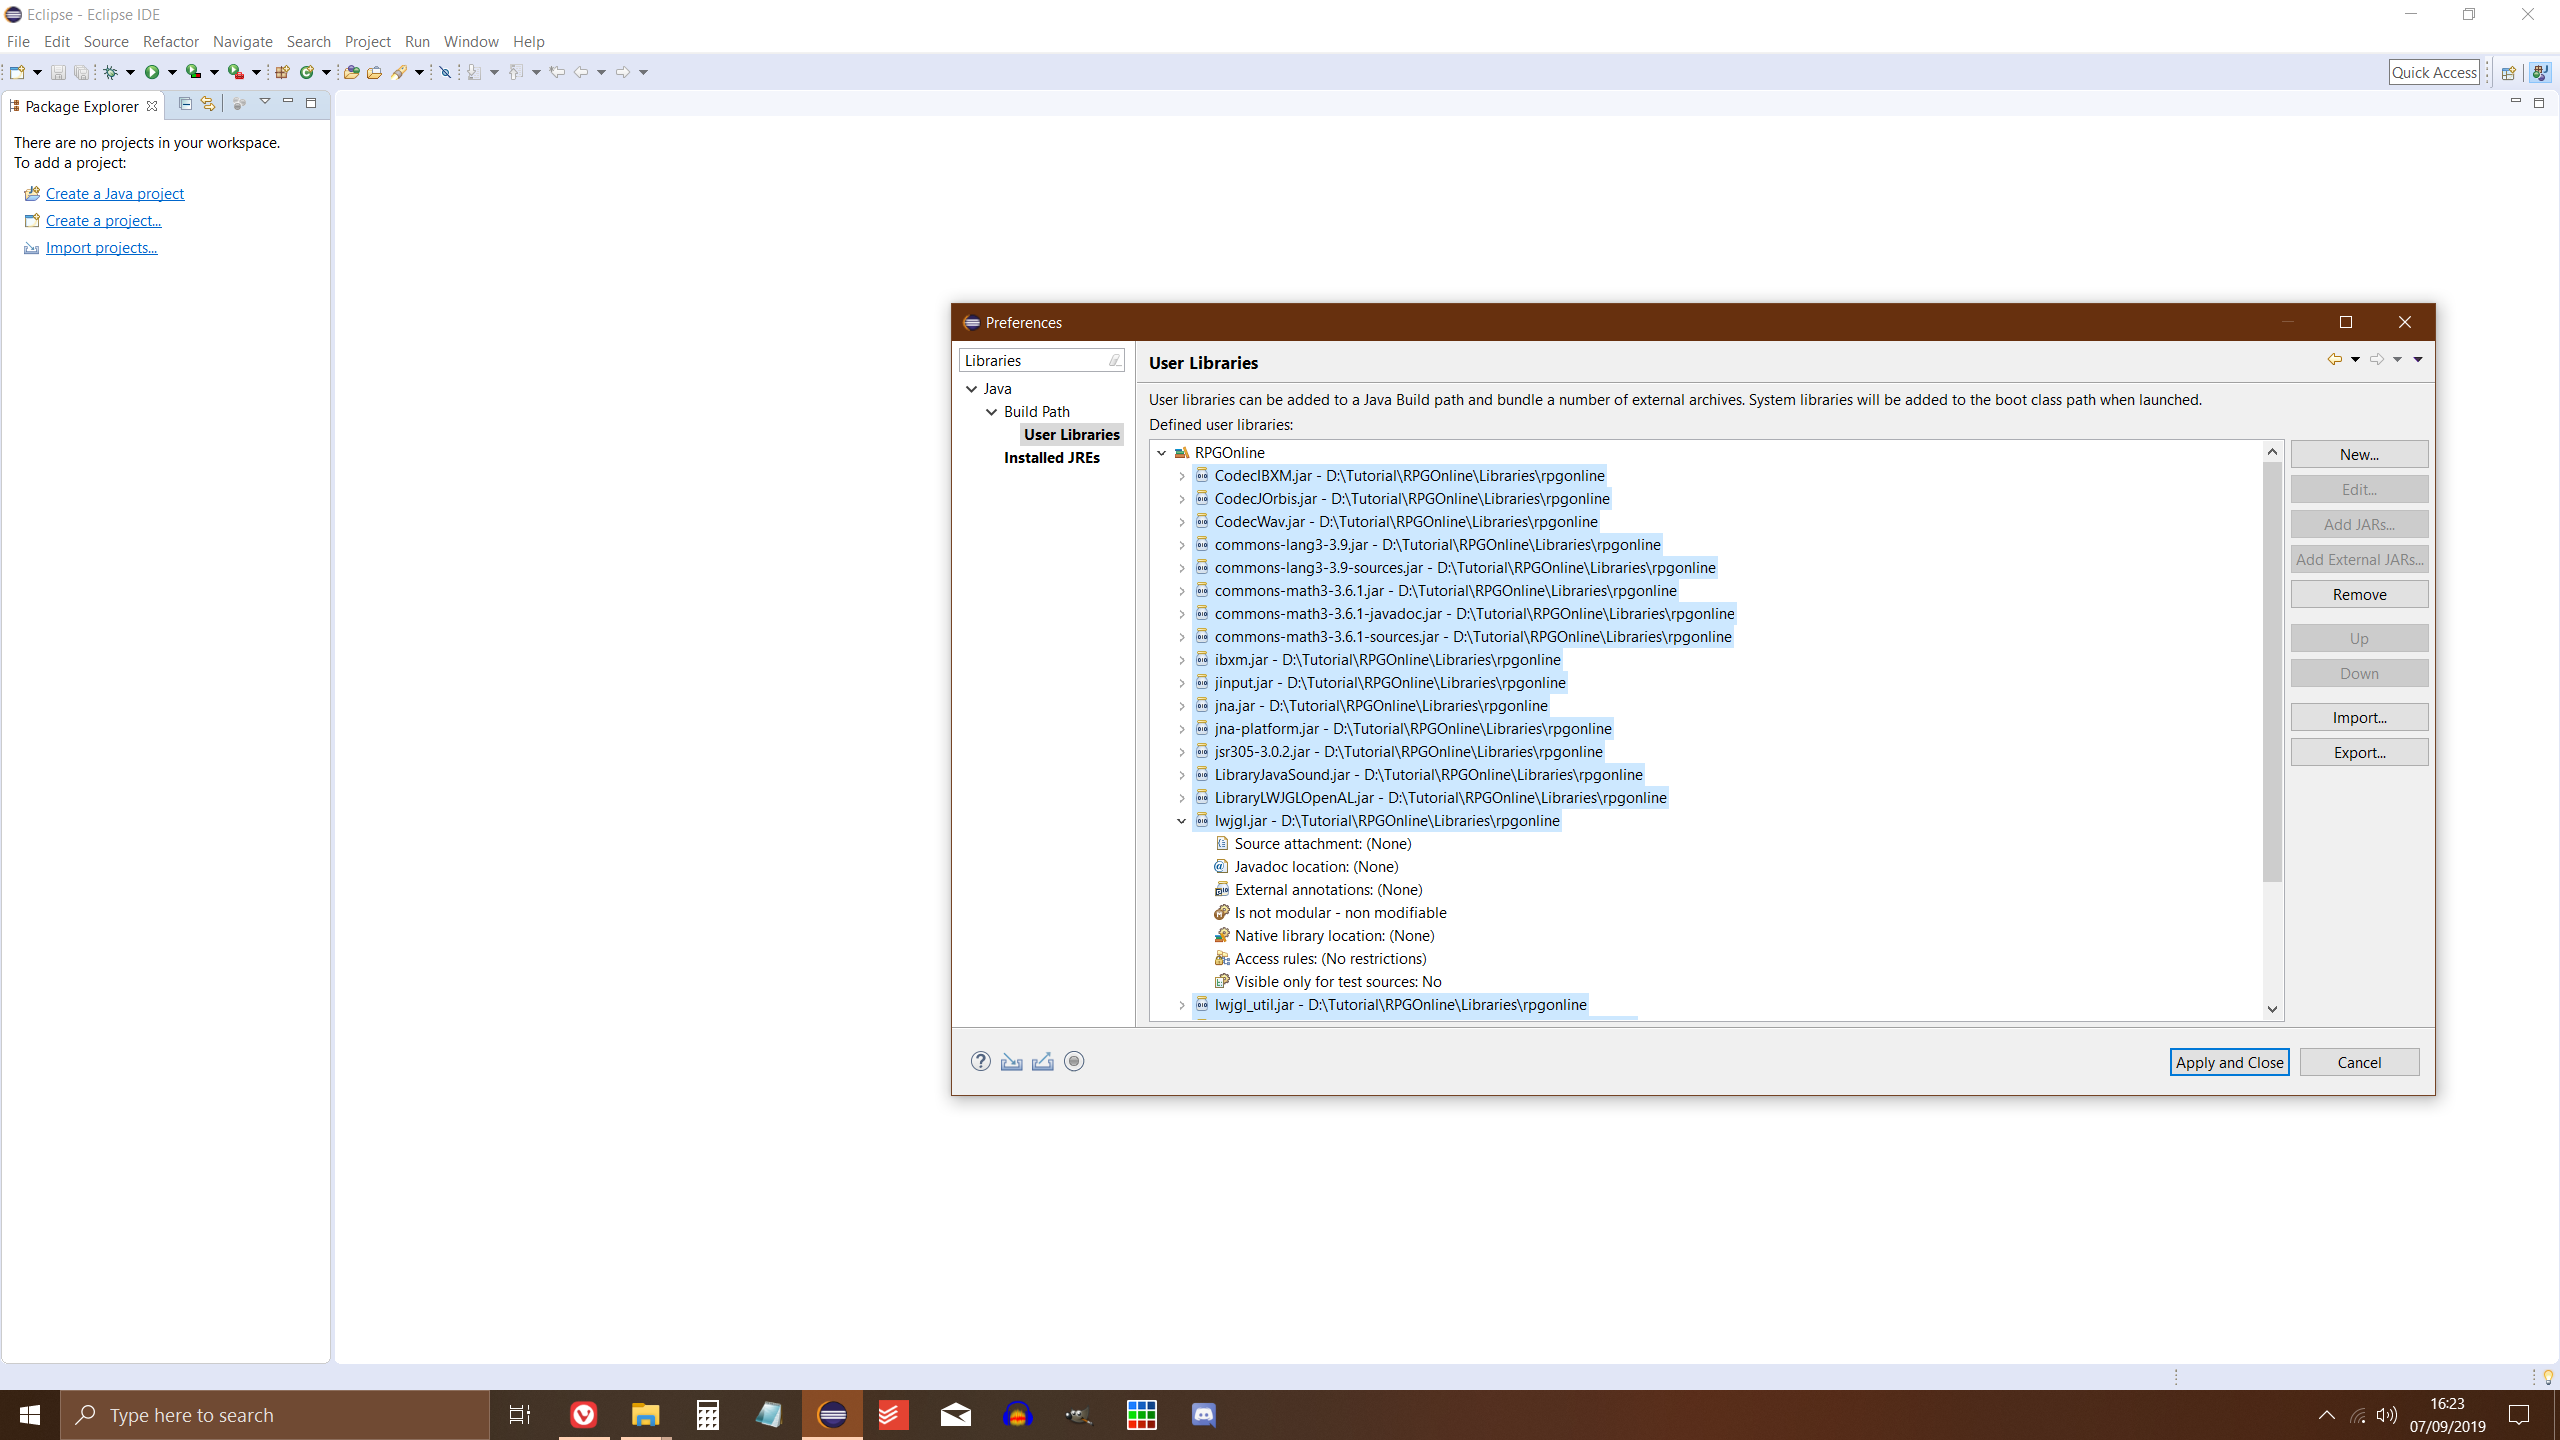 Eclipse - Eclipse IDE
File Edit Source Refactor Navigate Search Project Run Window Help
Quick Access
Package Explorer
There are no projects in your workspace.
To add a project:
Create a Java project
Create a project...
Import projects...
Preferences
Libraries
Java
Build Path
User Libraries
Installed JREs
User Libraries
User libraries can be added to a Java Build path and bundle a number of external archives. System libraries will be added to the boot class path when launched.
Defined user libraries:
RPGOnline
CodecIBXM.jar - D:\Tutorial\RPGOnline\Libraries\rpgonline
CodecJOrbis.jar - D:\Tutorial\RPGOnline\Libraries\rpgonline
CodecWav.jar - D:\Tutorial\RPGOnline\Libraries\rpgonline
commons-lang3-3.9.jar - D:\Tutorial\RPGOnline\Libraries\rpgonline
commons-lang3-3.9-sources.jar - D:\Tutorial\RPGOnline\Libraries\rpgonline
commons-math3-3.6.1.jar - D:\Tutorial\RPGOnline\Libraries\rpgonline
commons-math3-3.6.1-javadoc.jar - D:\Tutorial\RPGOnline\Libraries\rpgonline
commons-math3-3.6.1-sources.jar - D:\Tutorial\RPGOnline\Libraries\rpgonline
ibxm.jar - D:\Tutorial\RPGOnline\Libraries\rpgonline
jinput.jar - D:\Tutorial\RPGOnline\Libraries\rpgonline
jna.jar - D:\Tutorial\RPGOnline\Libraries\rpgonline
jna-platform.jar - D:\Tutorial\RPGOnline\Libraries\rpgonline
jsr305-3.0.2.jar - D:\Tutorial\RPGOnline\Libraries\rpgonline
LibraryJavaSound.jar - D:\Tutorial\RPGOnline\Libraries\rpgonline
LibraryLWJGLOpenAL.jar - D:\Tutorial\RPGOnline\Libraries\rpgonline
lwjgl.jar - D:\Tutorial\RPGOnline\Libraries\rpgonline
Source attachment: (None)
Javadoc location: (None)
External annotations: (None)
Is not modular - non modifiable
Native library location: (None)
Access rules: (No restrictions)
Visible only for test sources: No
lwjgl_util.jar - D:\Tutorial\RPGOnline\Libraries\rpgonline
New...
Edit...
Add JARs...
Add External JARs...
Remove
Up
Down
Import...
Export...
Apply and Close
Cancel
Type here to search
16:23
07/09/2019